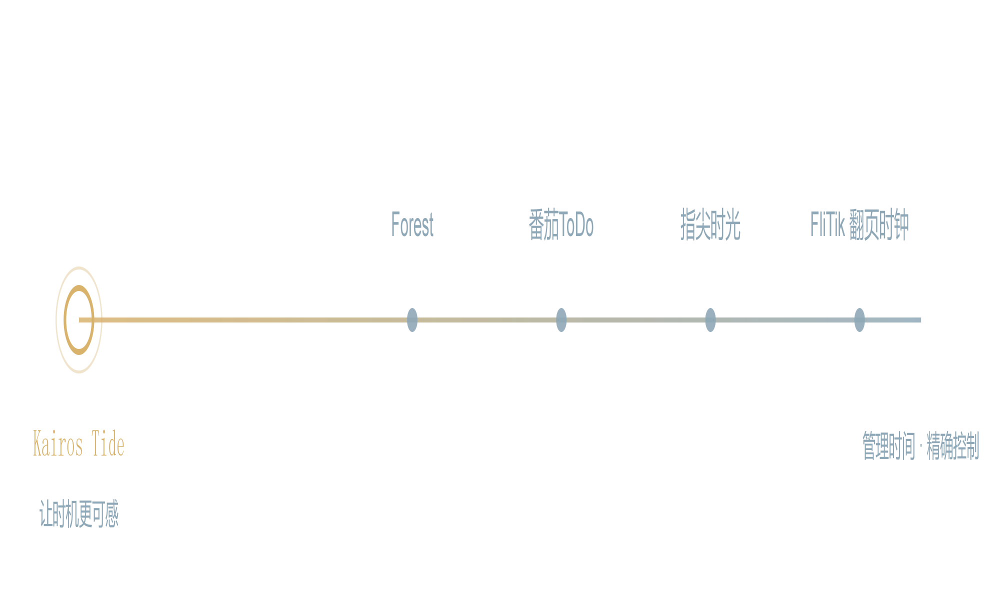 Forest
番茄ToDo
指尖时光
FliTik 翻页时钟
Kairos Tide
管理时间 · 精确控制
让时机更可感